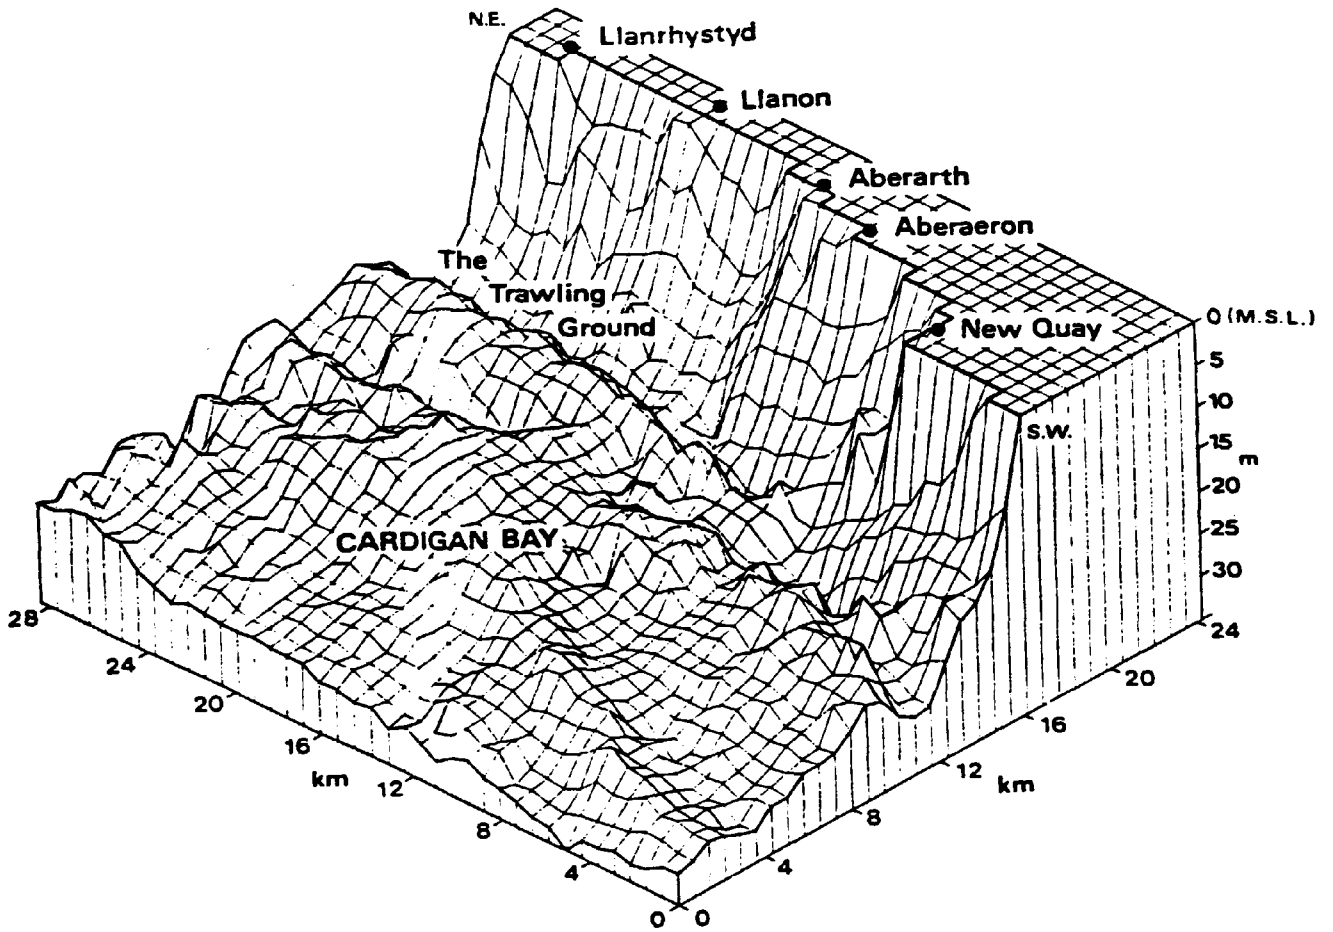 N.E.
Llanrhystyd
Llanon
Aberarth
Aberaeron
The
Trawling
Ground
New Quay
0 (M.S.L.)
5
10
15
m
20
25
30
S.W.
CARDIGAN BAY
28
24
20
16
km
12
8
4
0
0
4
8
12
km
16
20
24